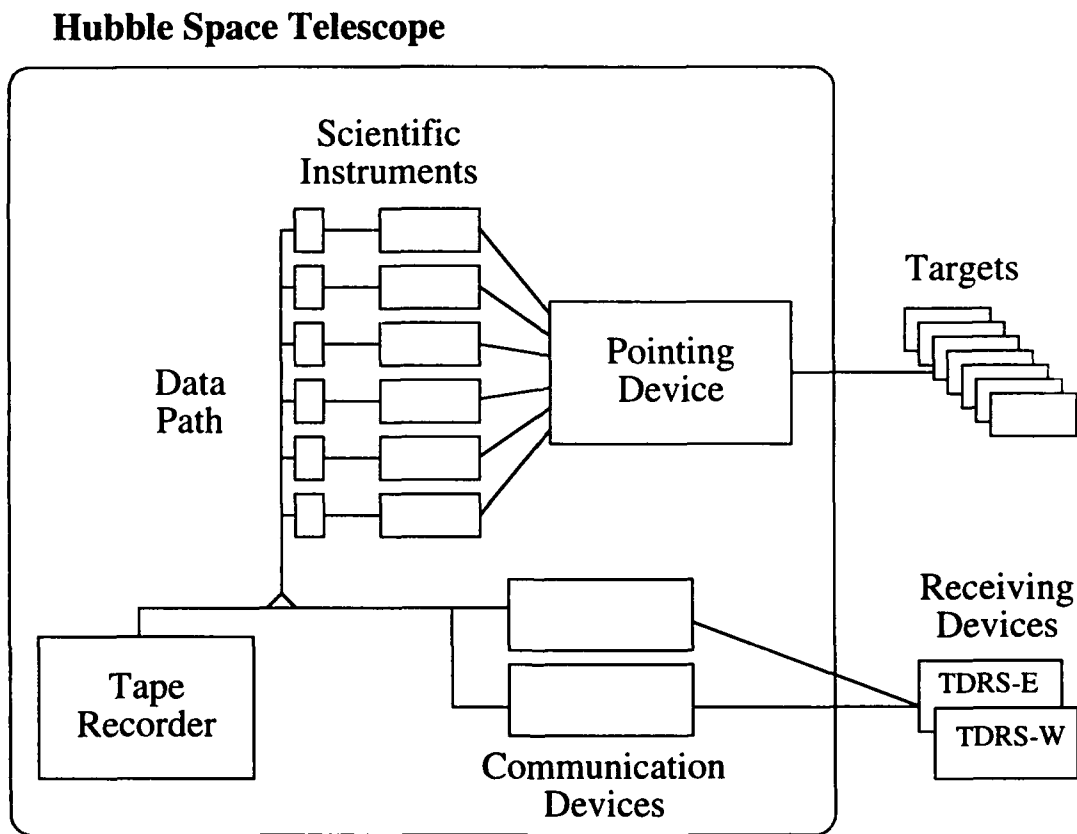 Hubble Space Telescope
Scientific
Instruments
Targets
Pointing
Device
Data
Path
Receiving
Devices
TDRS-E
TDRS-W
Tape
Recorder
Communication
Devices